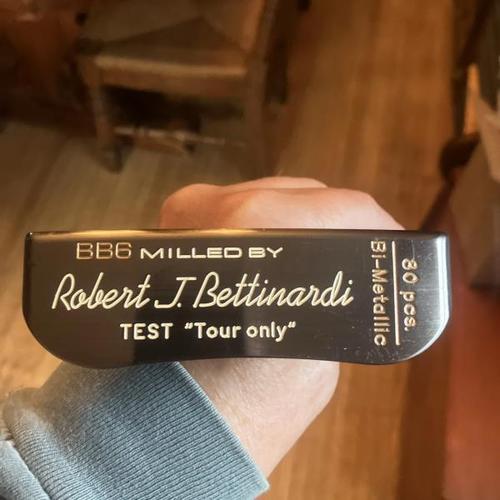 BB6 MILLED BY
Robert J. Bettinardi
TEST "Tour only"
80 pcs.
Bi-Metallic